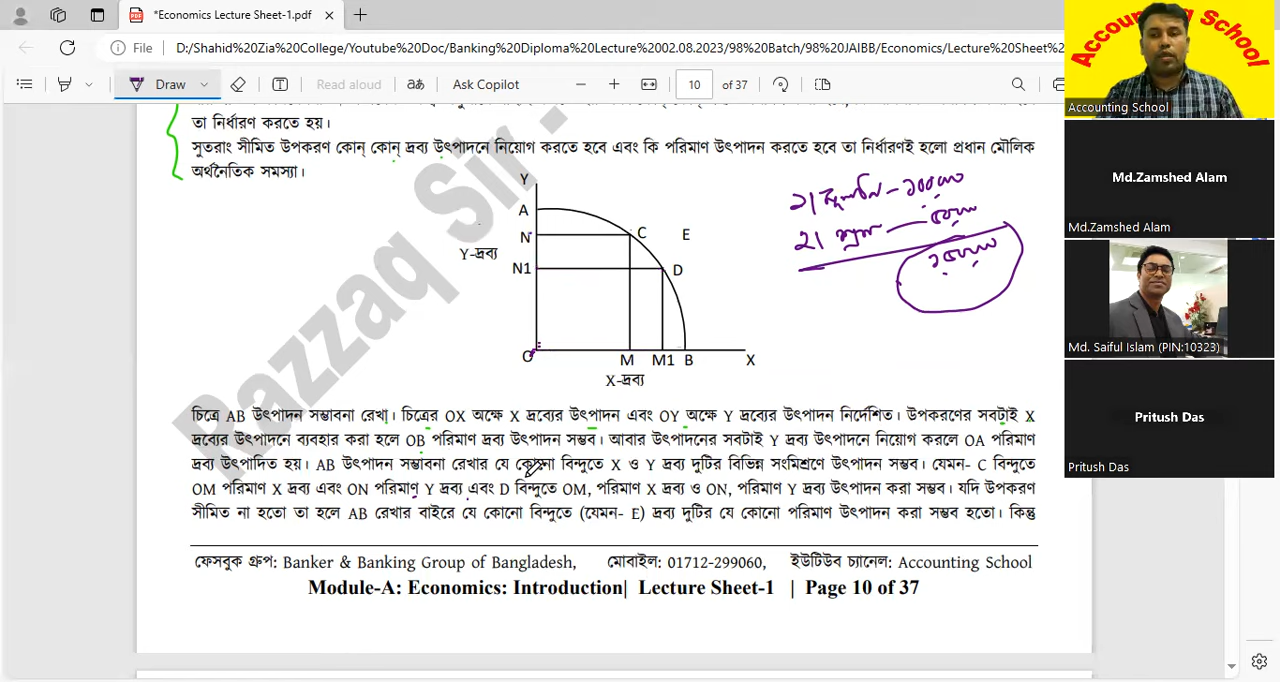 *Economics Lecture Sheet-1.pdf
File
D:/Shahid%20Zia%20College/Youtube%20Doc/Banking%20Diploma%20Lecture%2002.08.2023/98%20Batch/98%20JAIBB/Economics/Lecture%20Sheet%
Draw
Read aloud
aあ
Ask Copilot
10 of 37
তা নির্ধারণ করতে হয়।
সুতরাং সীমিত উপকরণ কোন্ কোন্ দ্রব্য উৎপাদনে নিয়োগ করতে হবে এবং কি পরিমাণ উৎপাদন করতে হবে তা নির্ধারণই হলো প্রধান মৌলিক
অর্থনৈতিক সমস্যা।
Razzaq Sir -
Y
A
N
C
E
Y-দ্রব্য
N1
D
O
M
M1
B
X
X-দ্রব্য
চিত্রে AB উৎপাদন সম্ভাবনা রেখা। চিত্রের OX অক্ষে X দ্রব্যের উৎপাদন এবং OY অক্ষে Y দ্রব্যের উৎপাদন নির্দেশিত। উপকরণের সবটাই X
দ্রব্যের উৎপাদনে ব্যবহার করা হলে OB পরিমাণ দ্রব্য উৎপাদন সম্ভব। আবার উৎপাদনের সবটাই Y দ্রব্য উৎপাদনে নিয়োগ করলে OA পরিমাণ
দ্রব্য উৎপাদিত হয়। AB উৎপাদন সম্ভাবনা রেখার যে কোনো বিন্দুতে X ও Y দ্রব্য দুটির বিভিন্ন সংমিশ্রণে উৎপাদন সম্ভব। যেমন- C বিন্দুতে
OM পরিমাণ X দ্রব্য এবং ON পরিমাণ Y দ্রব্য এবং D বিন্দুতে OM, পরিমাণ X দ্রব্য ও ON, পরিমাণ Y দ্রব্য উৎপাদন করা সম্ভব। যদি উপকরণ
সীমিত না হতো তা হলে AB রেখার বাইরে যে কোনো বিন্দুতে (যেমন- E) দ্রব্য দুটির যে কোনো পরিমাণ উৎপাদন করা সম্ভব হতো। কিন্তু
ফেসবুক গ্রুপ: Banker & Banking Group of Bangladesh, মোবাইল: 01712-299060, ইউটিউব চ্যানেল: Accounting School
Module-A: Economics: Introduction| Lecture Sheet-1 | Page 10 of 37
Accounting School
Accounting School
Md.Zamshed Alam
Md.Zamshed Alam
Md. Saiful Islam (PIN:10323)
Pritush Das
Pritush Das